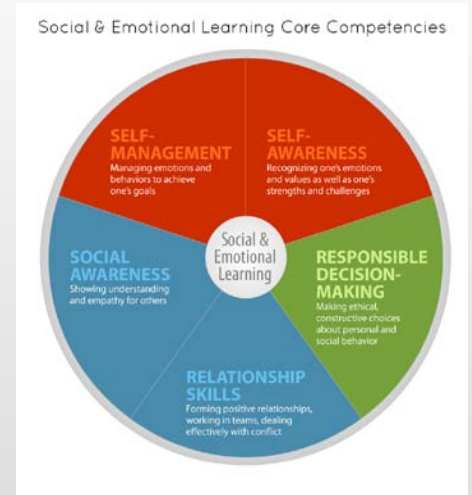 Social & Emotional Learning Core Competencies
SELF-
MANAGEMENT
Managing emotions and
behaviors to achieve
one's goals
SELF-
AWARENESS
Recognizing one's emotions
and values as well as one's
strengths and challenges
SOCIAL
AWARENESS
Showing understanding
and empathy for others
Social &
Emotional
Learning
RESPONSIBLE
DECISION-
MAKING
Making ethical,
constructive choices
about personal and
social behavior
RELATIONSHIP
SKILLS
Forming positive relationships,
working in teams, dealing
effectively with conflict